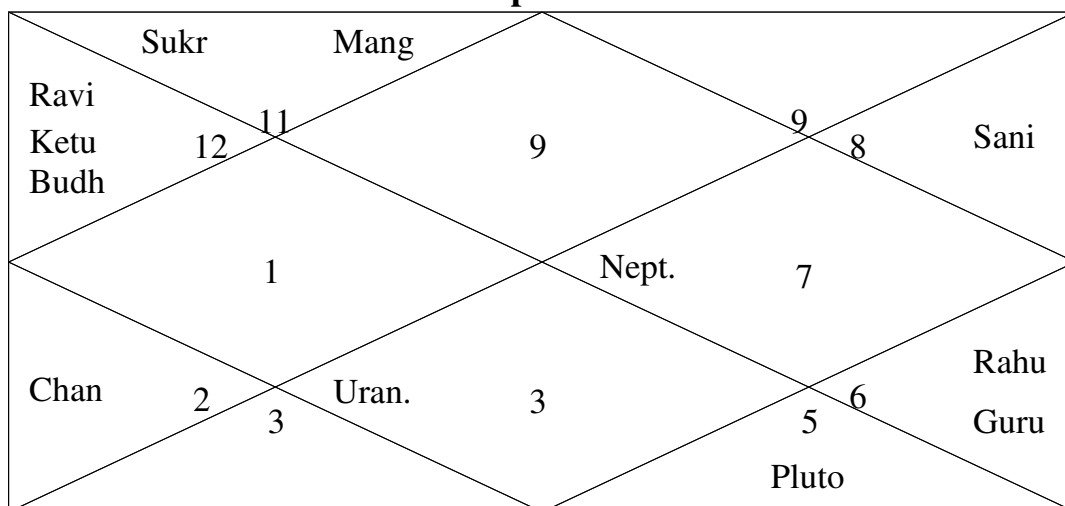 Sukr Mang
Ravi
11 9
Ketu 12 9 8 Sani
Budh
1 Nept. 7
Rahu
Chan 2 Uran. 3 6
3 5 Guru
Pluto